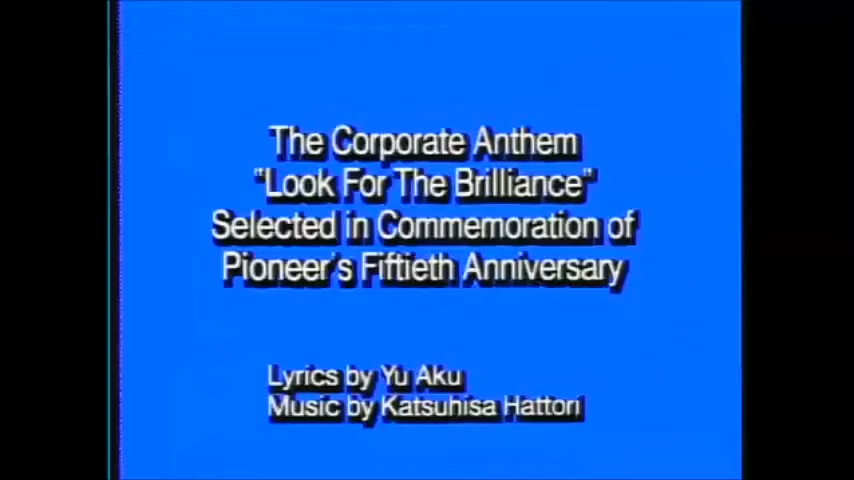 The Corporate Anthem
"Look For The Brilliance"
Selected in Commemoration of
Pioneer's Fiftieth Anniversary
Lyrics by Yu Aku
Music by Katsuhisa Hattori